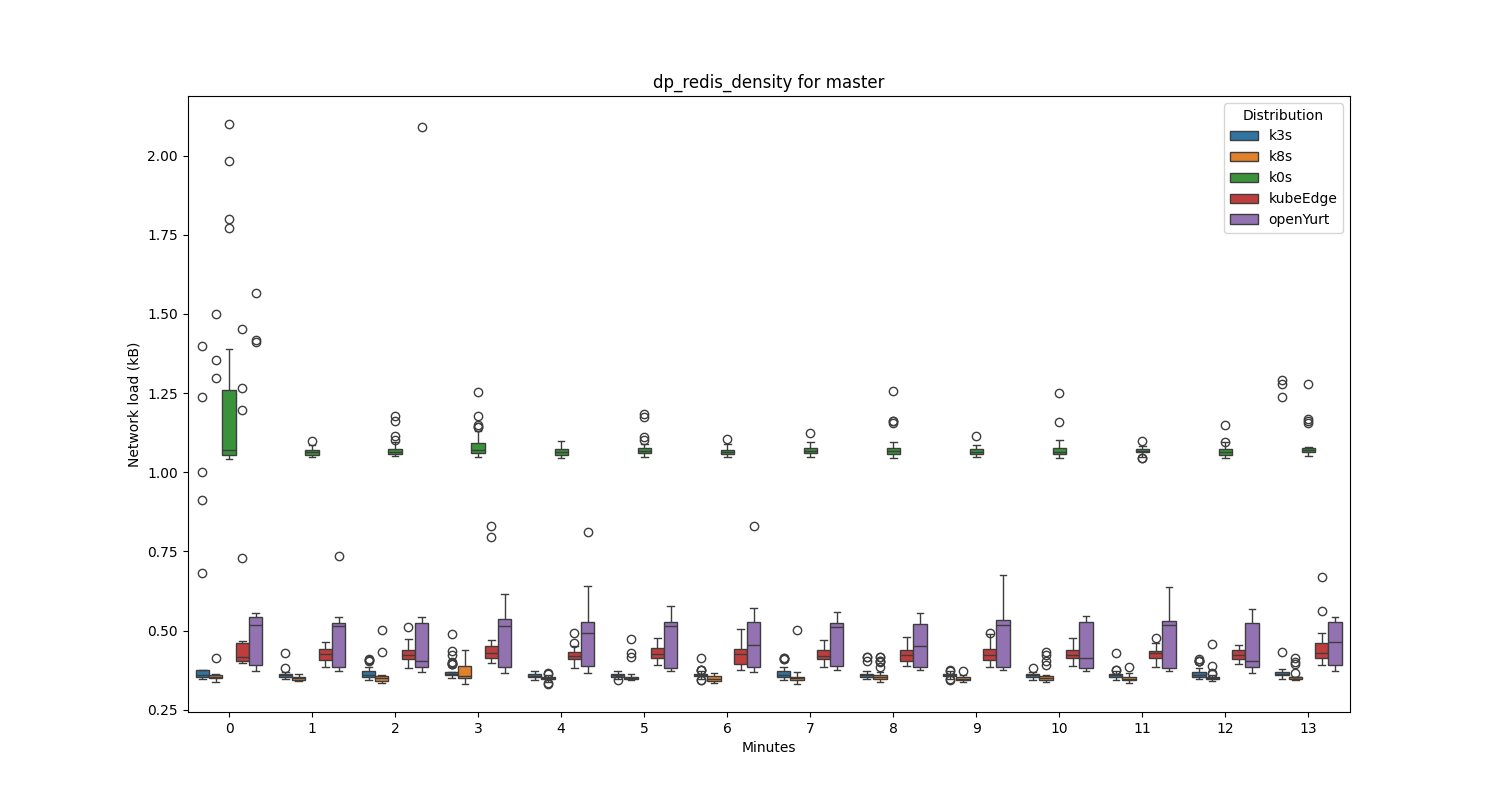 dp_redis_density for master
Network load (kB)
2.00
1.75
1.50
1.25
1.00
0.75
0.50
0.25
0 1 2 3 4 5 6 7 8 9 10 11 12 13
Minutes
Distribution
k3s
k8s
k0s
kubeEdge
openYurt